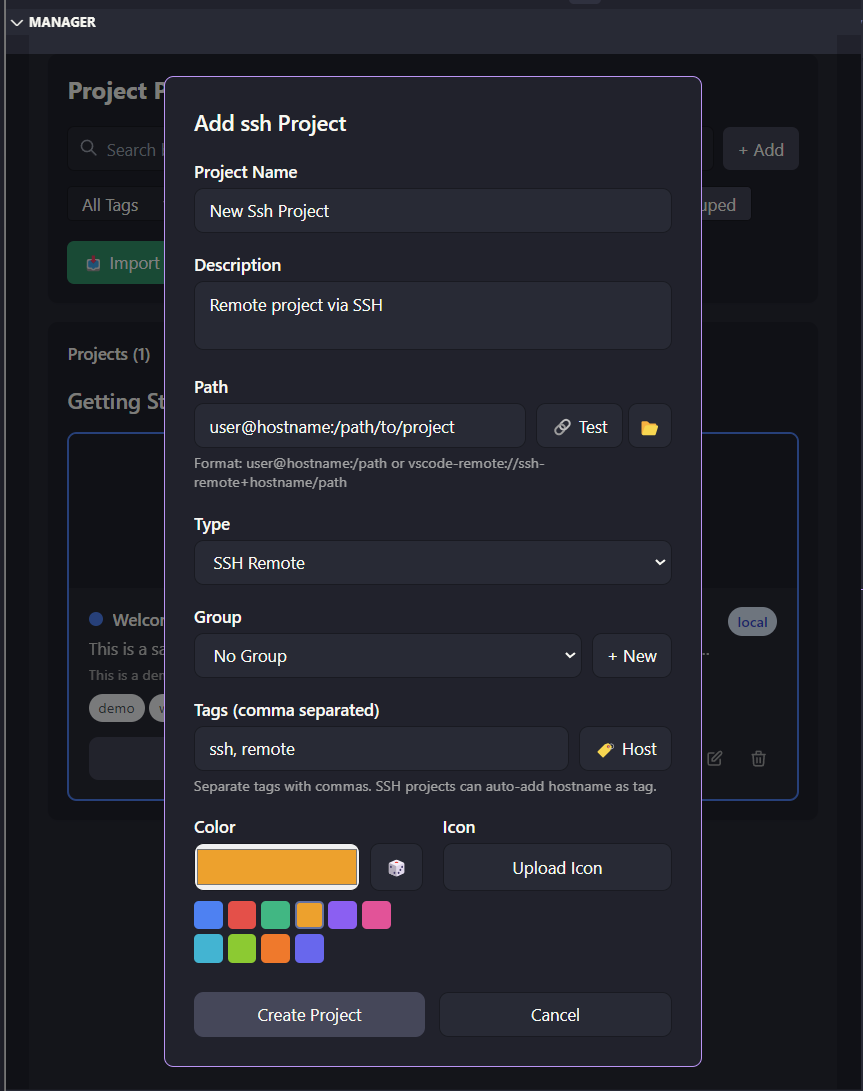 MANAGER
Project P
Search
+ Add
All Tags
uped
Import
Projects (1)
Getting St
Welcon
local
This is a sa
..
This is a der
demo
w
Add ssh Project
Project Name
New Ssh Project
Description
Remote project via SSH
Path
user@hostname:/path/to/project
Test
Format: user@hostname:/path or vscode-remote://ssh-
remote+hostname/path
Type
SSH Remote
Group
No Group
+ New
Tags (comma separated)
ssh, remote
Host
Separate tags with commas. SSH projects can auto-add hostname as tag.
Color
Icon
Upload Icon
Create Project
Cancel